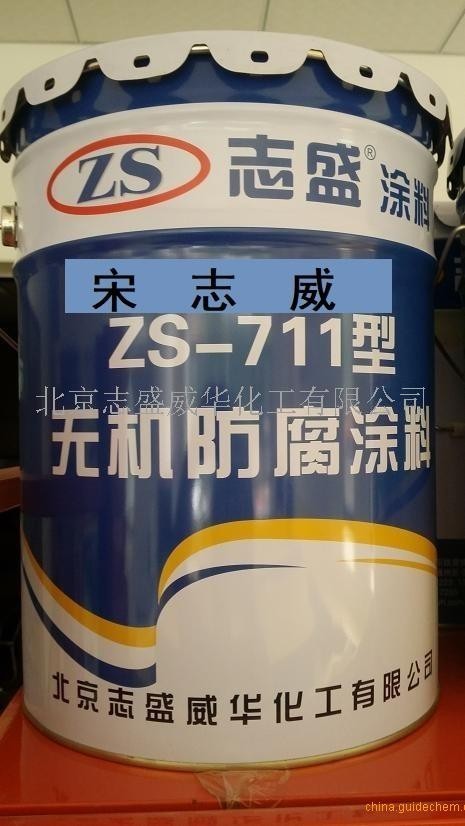 ZS 志盛® 涂料
宋志威
ZS-711型
北京志盛威华化工有限公司
无机防腐涂料
北京志盛威华化工有限公司
china.guidechem.c